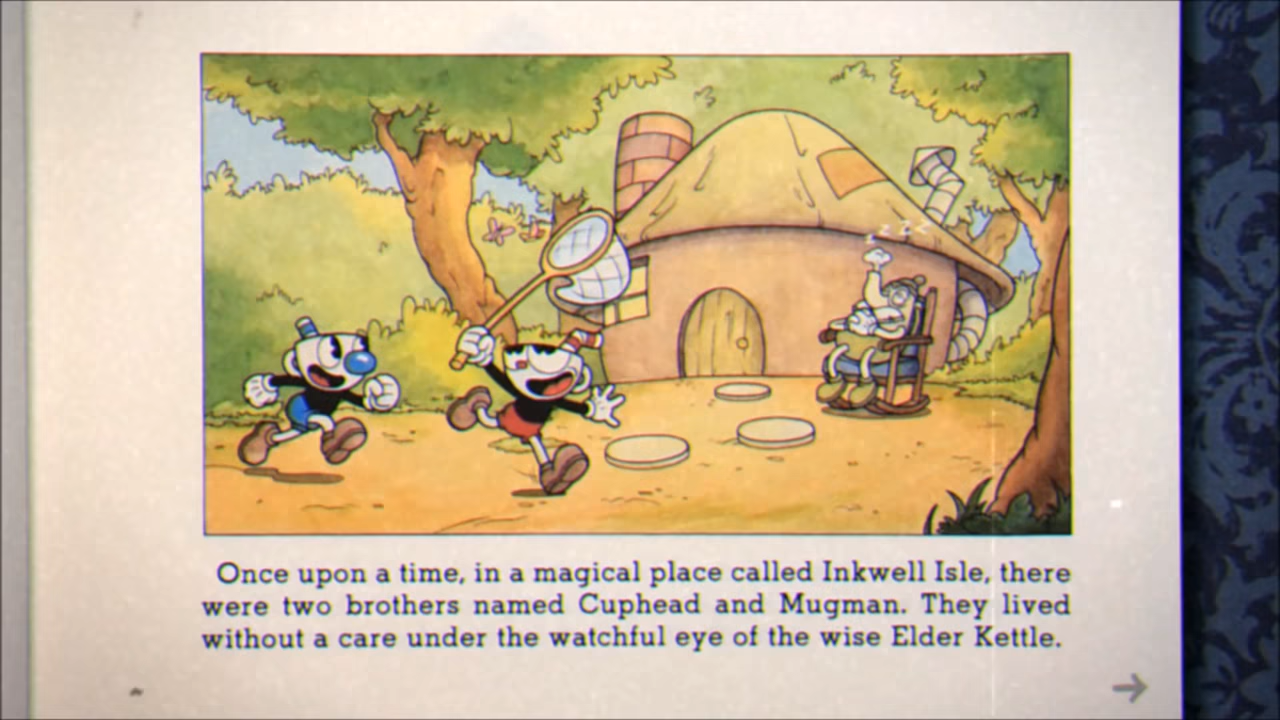 z z z z
Once upon a time, in a magical place called Inkwell Isle, there
were two brothers named Cuphead and Mugman. They lived
without a care under the watchful eye of the wise Elder Kettle.